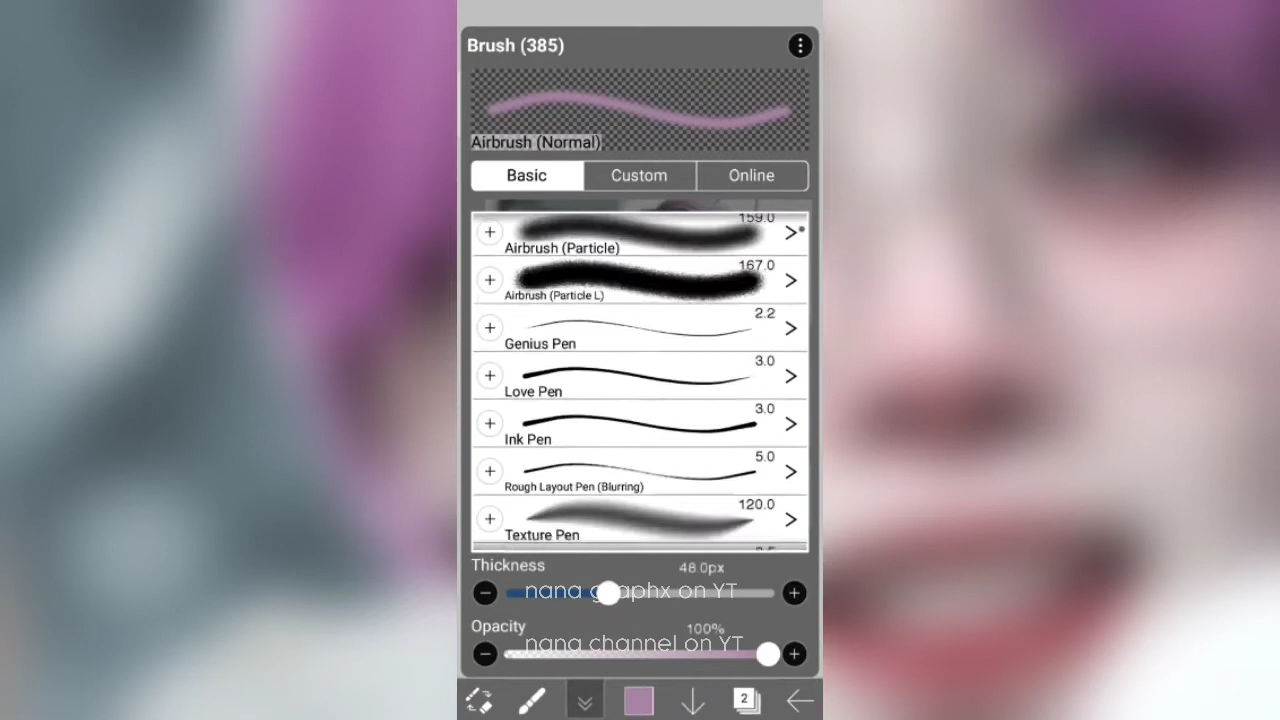 Brush (385)
Airbrush (Normal)
Basic
Custom
Online
159.0
Airbrush (Particle)
167.0
Airbrush (Particle L)
2.2
Genius Pen
3.0
Love Pen
3.0
Ink Pen
5.0
Rough Layout Pen (Blurring)
120.0
Texture Pen
Thickness
48.0px
nana graphx on YT
Opacity
100%
nana channel on YT
2